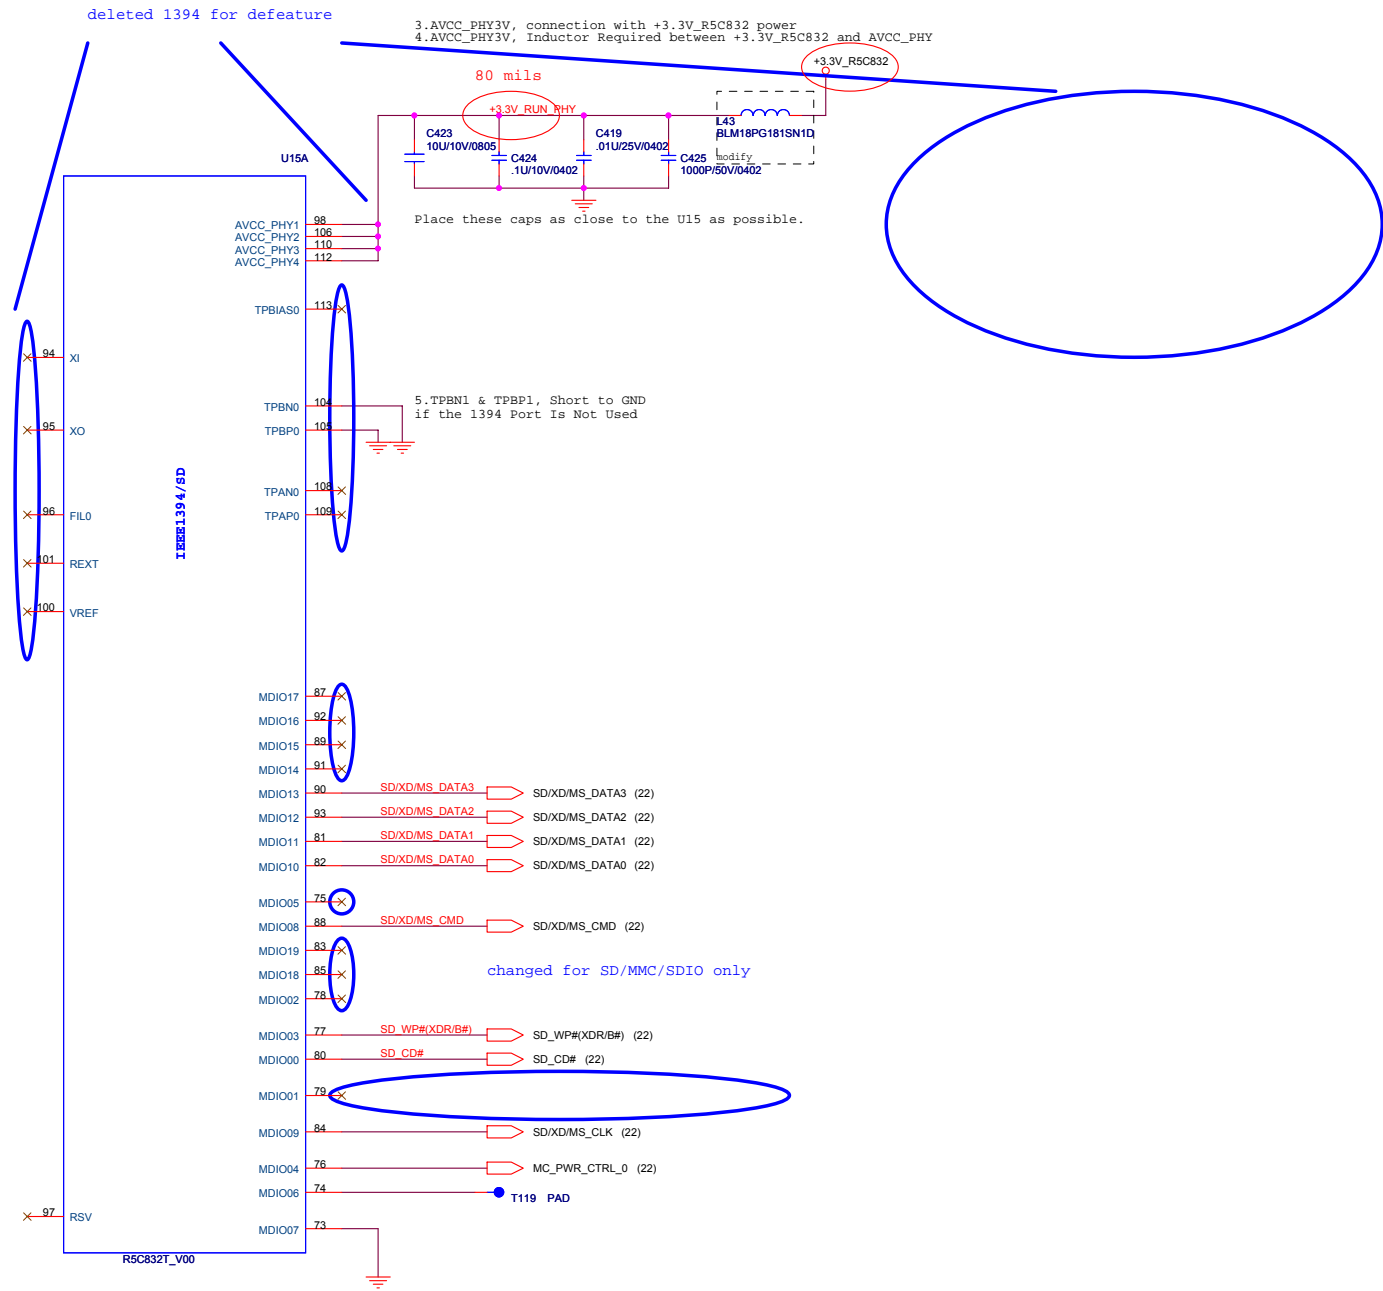 deleted 1394 for defeature
3.AVCC_PHY3V, connection with +3.3V_R5C832 power
4.AVCC_PHY3V, Inductor Required between +3.3V_R5C832 and AVCC_PHY
+3.3V_R5C832
80 mils
+3.3V_RUN_PHY
L43
BLM18PG181SN1D
modify
C423
10U/10V/0805
C424
.1U/10V/0402
C419
.01U/25V/0402
C425
1000P/50V/0402
U15A
Place these caps as close to the U15 as possible.
AVCC_PHY1 98
AVCC_PHY2 106
AVCC_PHY3 110
AVCC_PHY4 112
TPBIAS0 113
94 XI
5.TPBN1 & TPBP1, Short to GND
if the 1394 Port Is Not Used
TPBN0 104
95 XO
TPBP0 105
IEEE1394/SD
TPAN0 108
96 FIL0
TPAP0 109
101 REXT
100 VREF
MDIO17 87
MDIO16 92
MDIO15 89
MDIO14 91
MDIO13 90 SD/XD/MS_DATA3 SD/XD/MS_DATA3 (22)
MDIO12 93 SD/XD/MS_DATA2 SD/XD/MS_DATA2 (22)
MDIO11 81 SD/XD/MS_DATA1 SD/XD/MS_DATA1 (22)
MDIO10 82 SD/XD/MS_DATA0 SD/XD/MS_DATA0 (22)
MDIO05 75
MDIO08 88 SD/XD/MS_CMD SD/XD/MS_CMD (22)
MDIO19 83
MDIO18 85
changed for SD/MMC/SDIO only
MDIO02 78
MDIO03 77 SD_WP#(XDR/B#) SD_WP#(XDR/B#) (22)
MDIO00 80 SD_CD# SD_CD# (22)
MDIO01 79
MDIO09 84 SD/XD/MS_CLK (22)
MDIO04 76 MC_PWR_CTRL_0 (22)
MDIO06 74 T119 PAD
97 RSV
MDIO07 73
R5C832T_V00